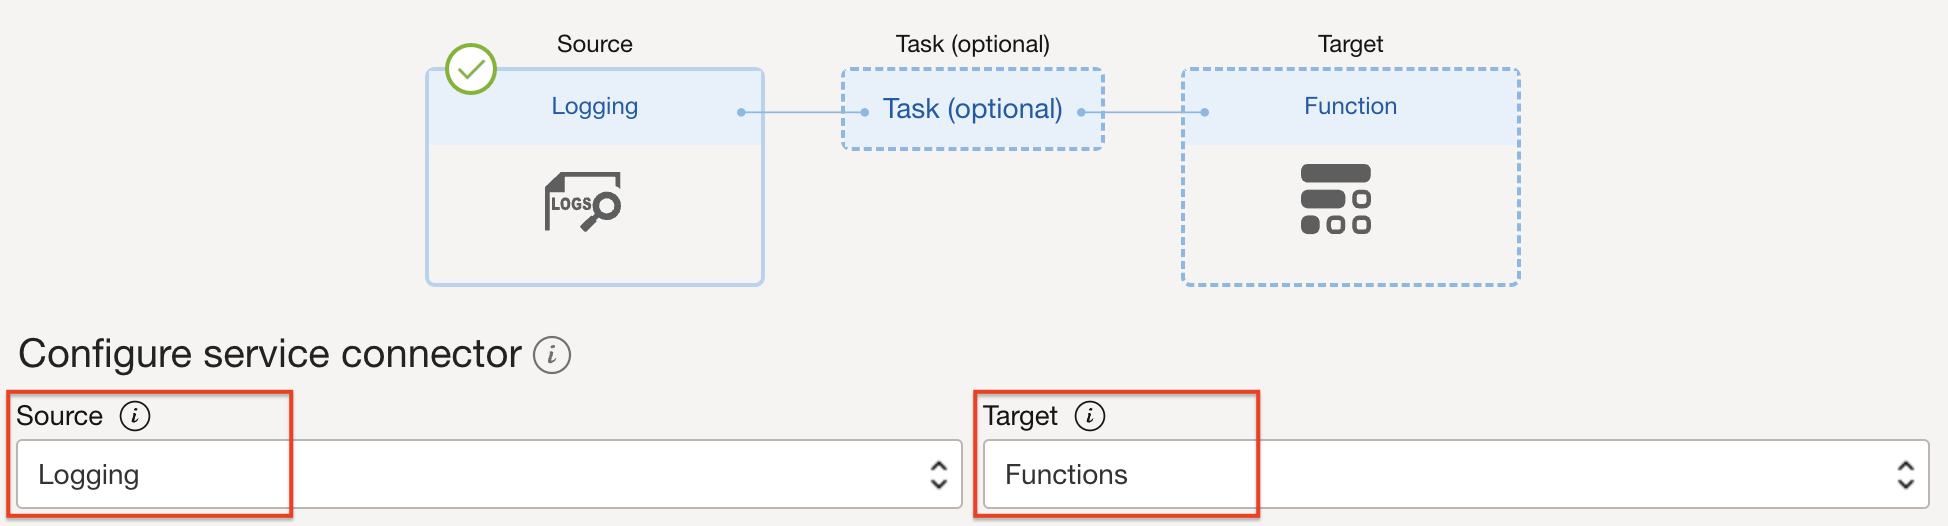 Source
Task (optional)
Target
Logging
Task (optional)
Function
LOGS
Configure service connector i
Source i
Target i
Logging
Functions